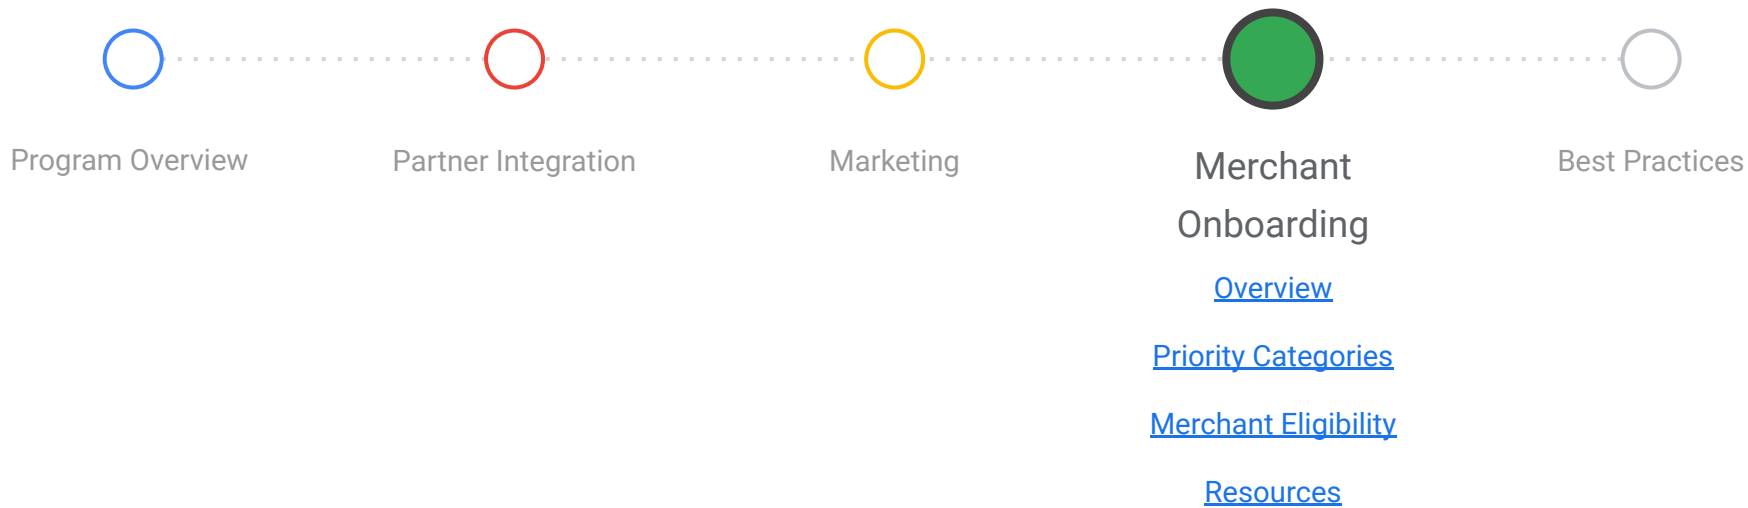 Program Overview
Partner Integration
Marketing
Merchant
Onboarding
Overview
Priority Categories
Merchant Eligibility
Resources
Best Practices